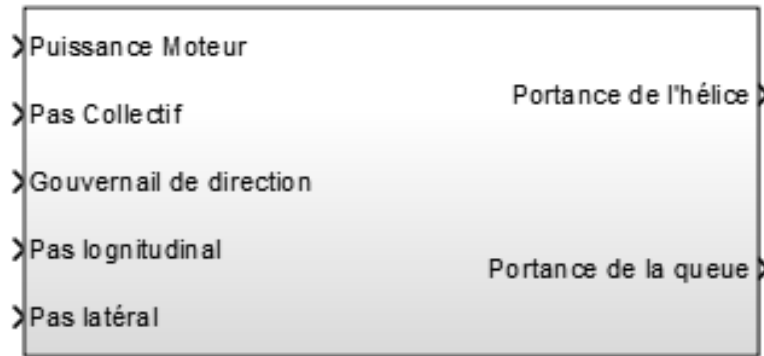 Puissance Moteur
Pas Collectif
Gouvernail de direction
Pas lognitudinal
Pas latéral
Portance de l'hélice
Portance de la queue